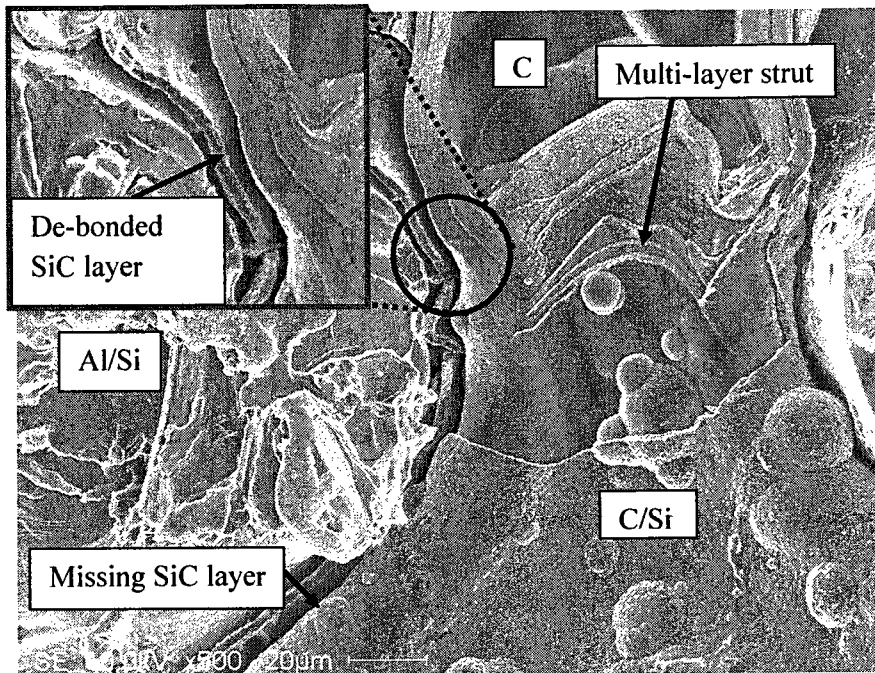 C
Multi-layer strut
De-bonded
SiC layer
Al/Si
C/Si
Missing SiC layer
x500 20µm